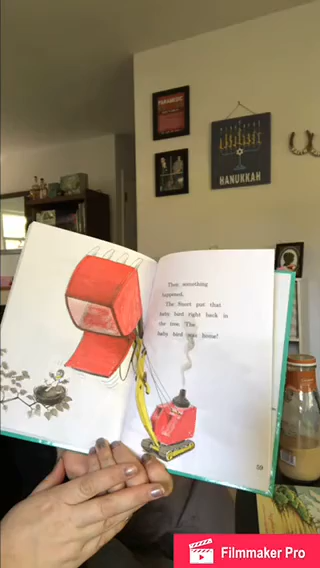 HANUKKAH
Then something
happened.
The Snort put that
baby bird right back in
the tree. The
baby bird was home!
59
Filmmaker Pro